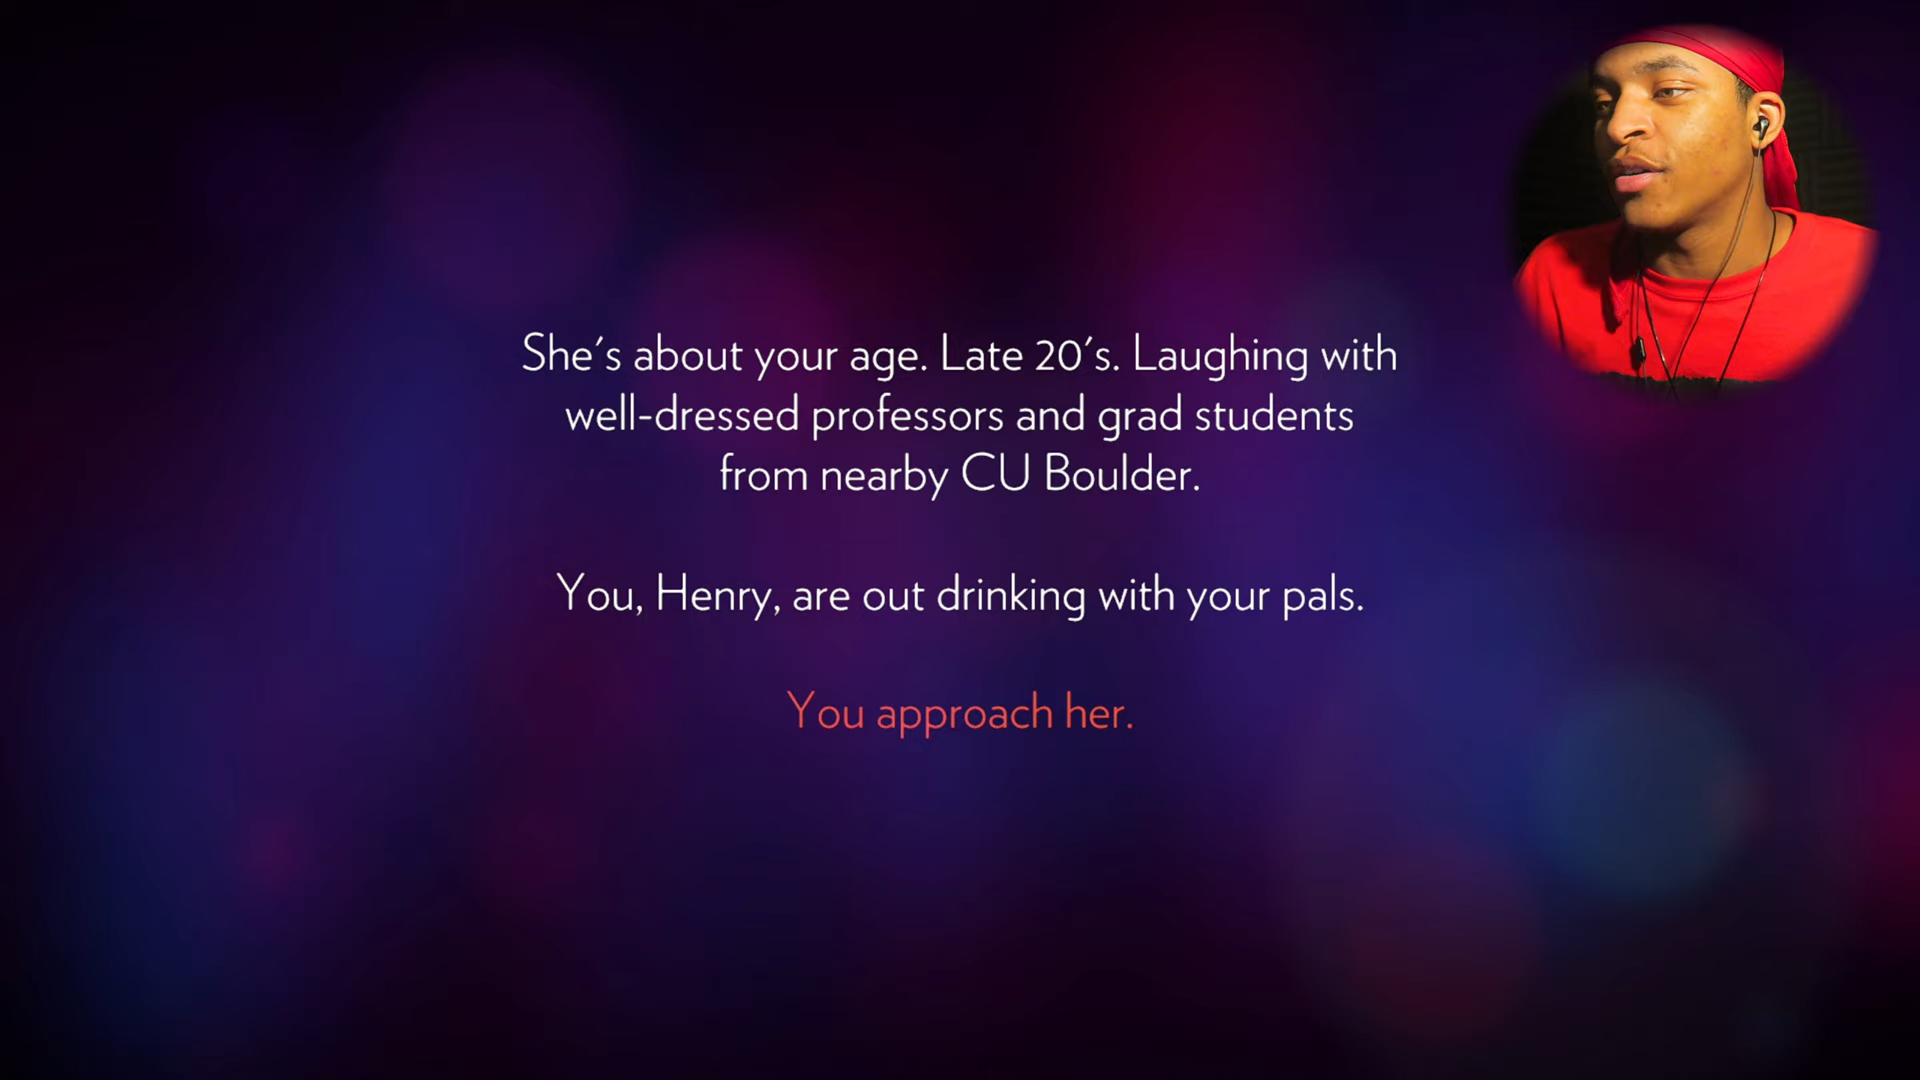 She's about your age. Late 20's. Laughing with
well-dressed professors and grad students
from nearby CU Boulder.
You, Henry, are out drinking with your pals.
You approach her.